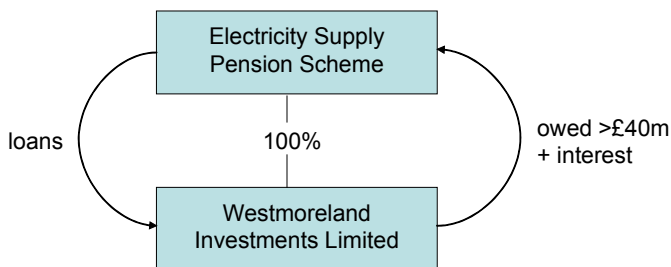 Electricity Supply
Pension Scheme
loans
100%
owed >£40m
+ interest
Westmoreland
Investments Limited